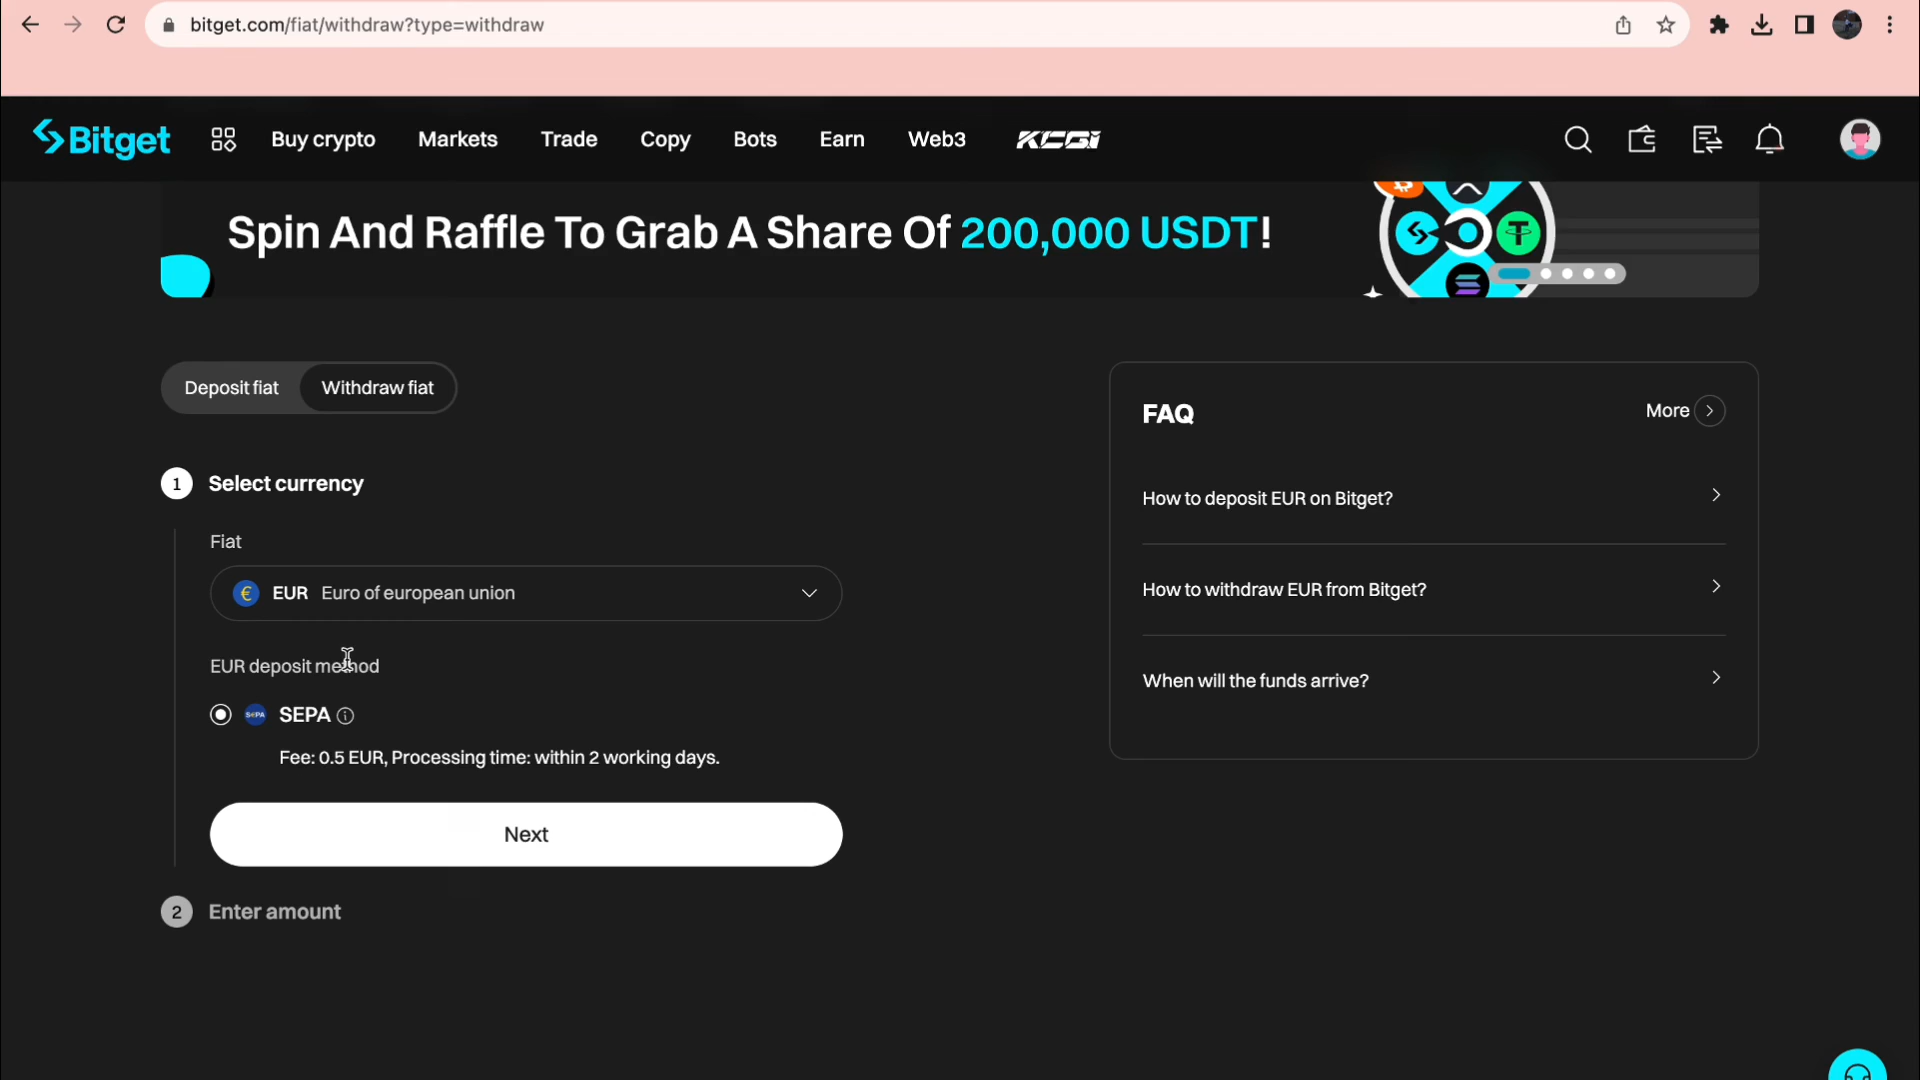 bitget.com/fiat/withdraw?type=withdraw
Bitget Buy crypto Markets Trade Copy Bots Earn Web3 KCGI
Spin And Raffle To Grab A Share Of 200,000 USDT!
Deposit fiat Withdraw fiat
FAQ More
1 Select currency
How to deposit EUR on Bitget?
Fiat
€ EUR Euro of european union
How to withdraw EUR from Bitget?
EUR deposit method
When will the funds arrive?
SEPA SEPA
Fee: 0.5 EUR, Processing time: within 2 working days.
Next
2 Enter amount